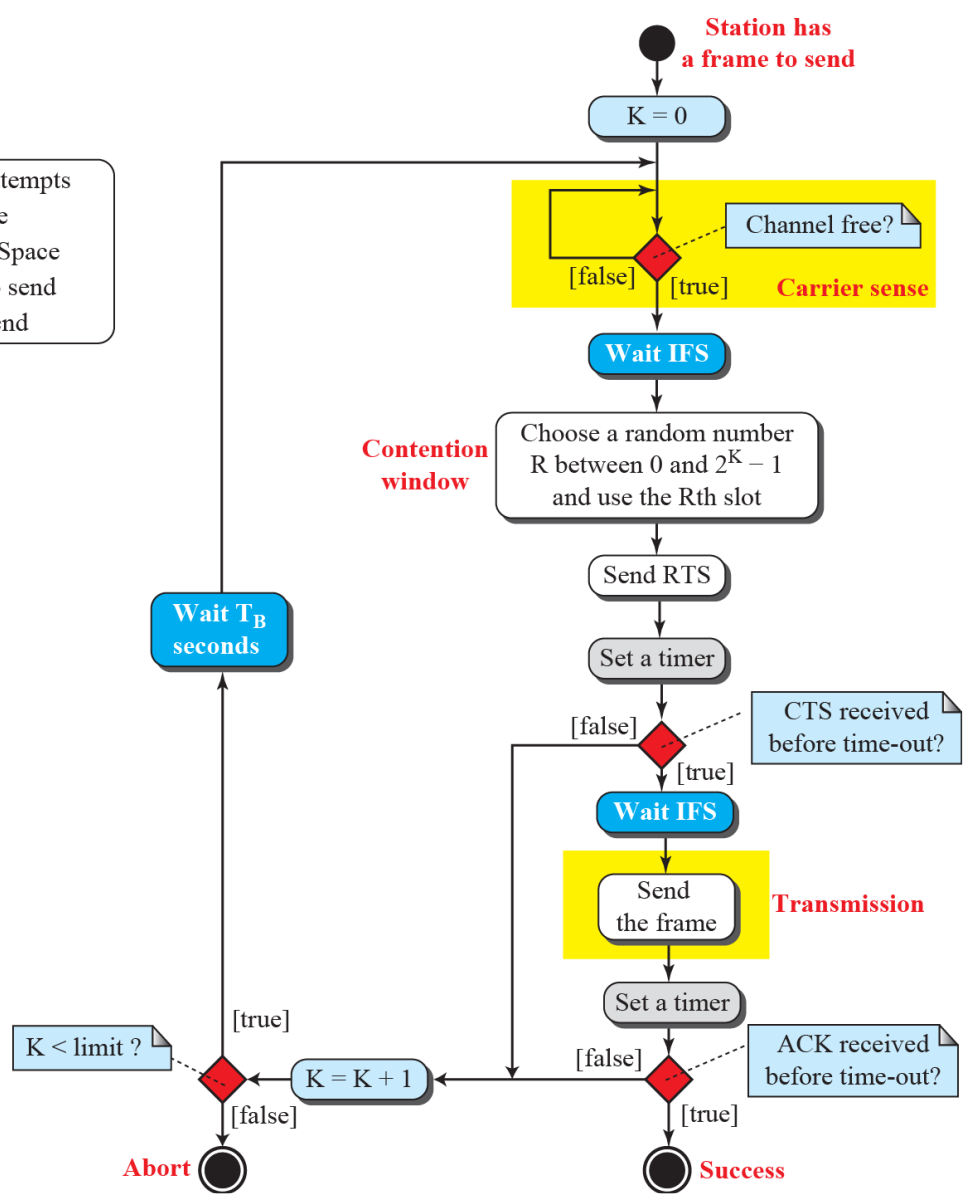 Station has
a frame to send
K = 0
Space
send
Channel free?
[false]
[true]
Carrier sense
Wait IFS
Contention
window
Choose a random number
R between 0 and 2^K − 1
and use the Rth slot
Send RTS
Wait T_B
seconds
Set a timer
[false]
CTS received
before time-out?
[true]
Wait IFS
Send
the frame
Transmission
Set a timer
[true]
K < limit ?
[false]
ACK received
before time-out?
K = K + 1
[false]
[true]
Abort
Success